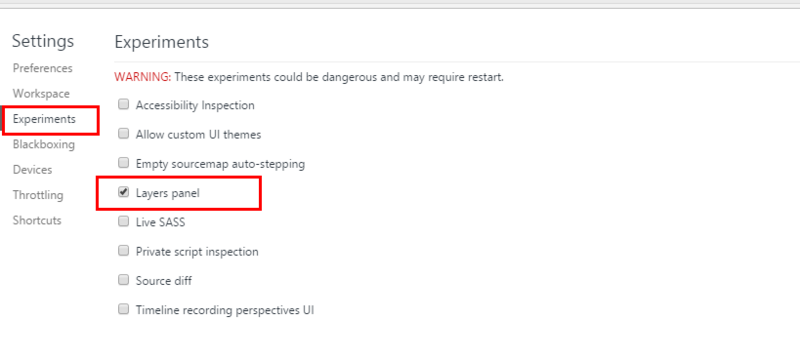 Settings
Preferences
Workspace
Experiments
Blackboxing
Devices
Throttling
Shortcuts
Experiments
WARNING: These experiments could be dangerous and may require restart.
Accessibility Inspection
Allow custom UI themes
Empty sourcemap auto-stepping
Layers panel
Live SASS
Private script inspection
Source diff
Timeline recording perspectives UI